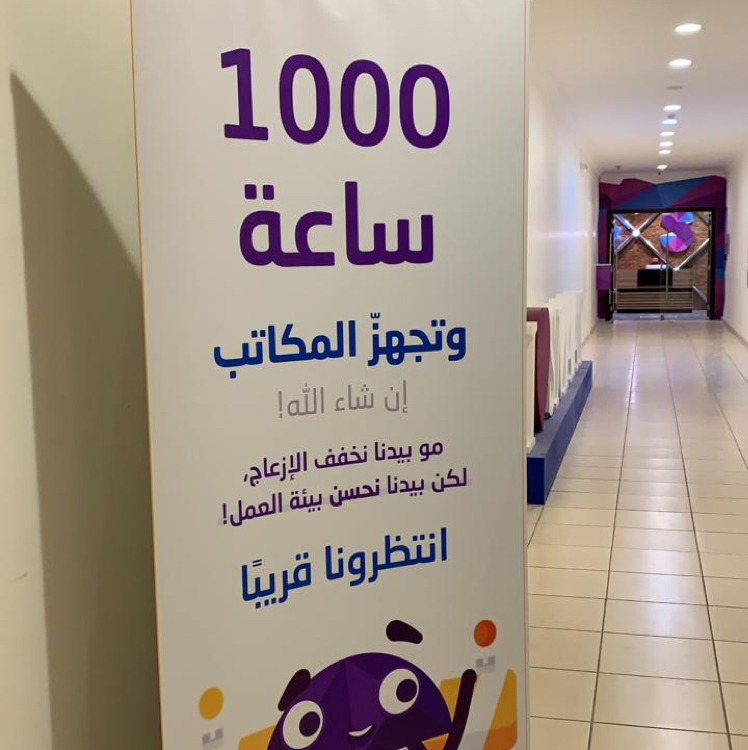 1000
ساعة
وتجهزّ المكاتب
إن شاء الله!
مو بيدنا نخفف الإزعاج،
لكن بيدنا نحسن بيئة العمل!
انتظرونا قريبًا